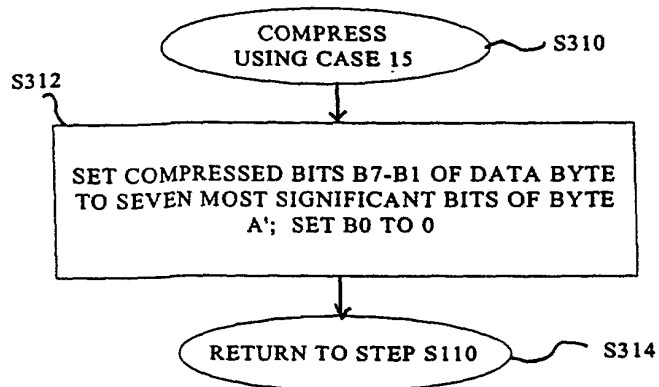 COMPRESS
USING CASE 15
S310
S312
SET COMPRESSED BITS B7-B1 OF DATA BYTE
TO SEVEN MOST SIGNIFICANT BITS OF BYTE
A'; SET B0 TO 0
RETURN TO STEP S110
S314